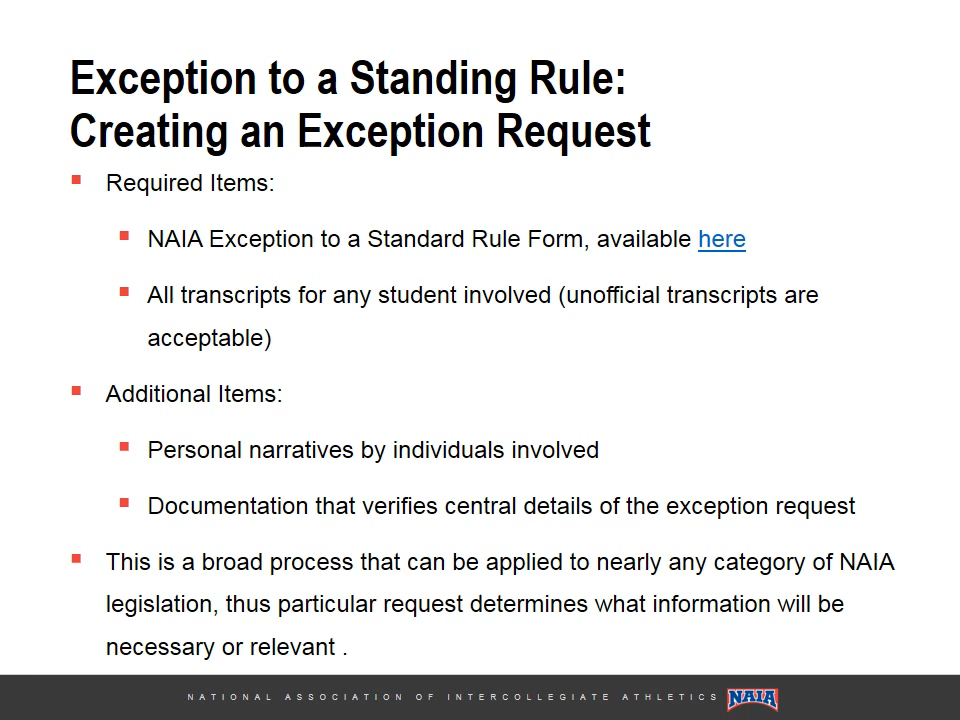 Exception to a Standing Rule:
Creating an Exception Request
Required Items:
NAIA Exception to a Standard Rule Form, available here
All transcripts for any student involved (unofficial transcripts are
acceptable)
Additional Items:
Personal narratives by individuals involved
Documentation that verifies central details of the exception request
This is a broad process that can be applied to nearly any category of NAIA
legislation, thus particular request determines what information will be
necessary or relevant .
NATIONAL ASSOCIATION OF INTERCOLLEGIATE ATHLETICS NAIA